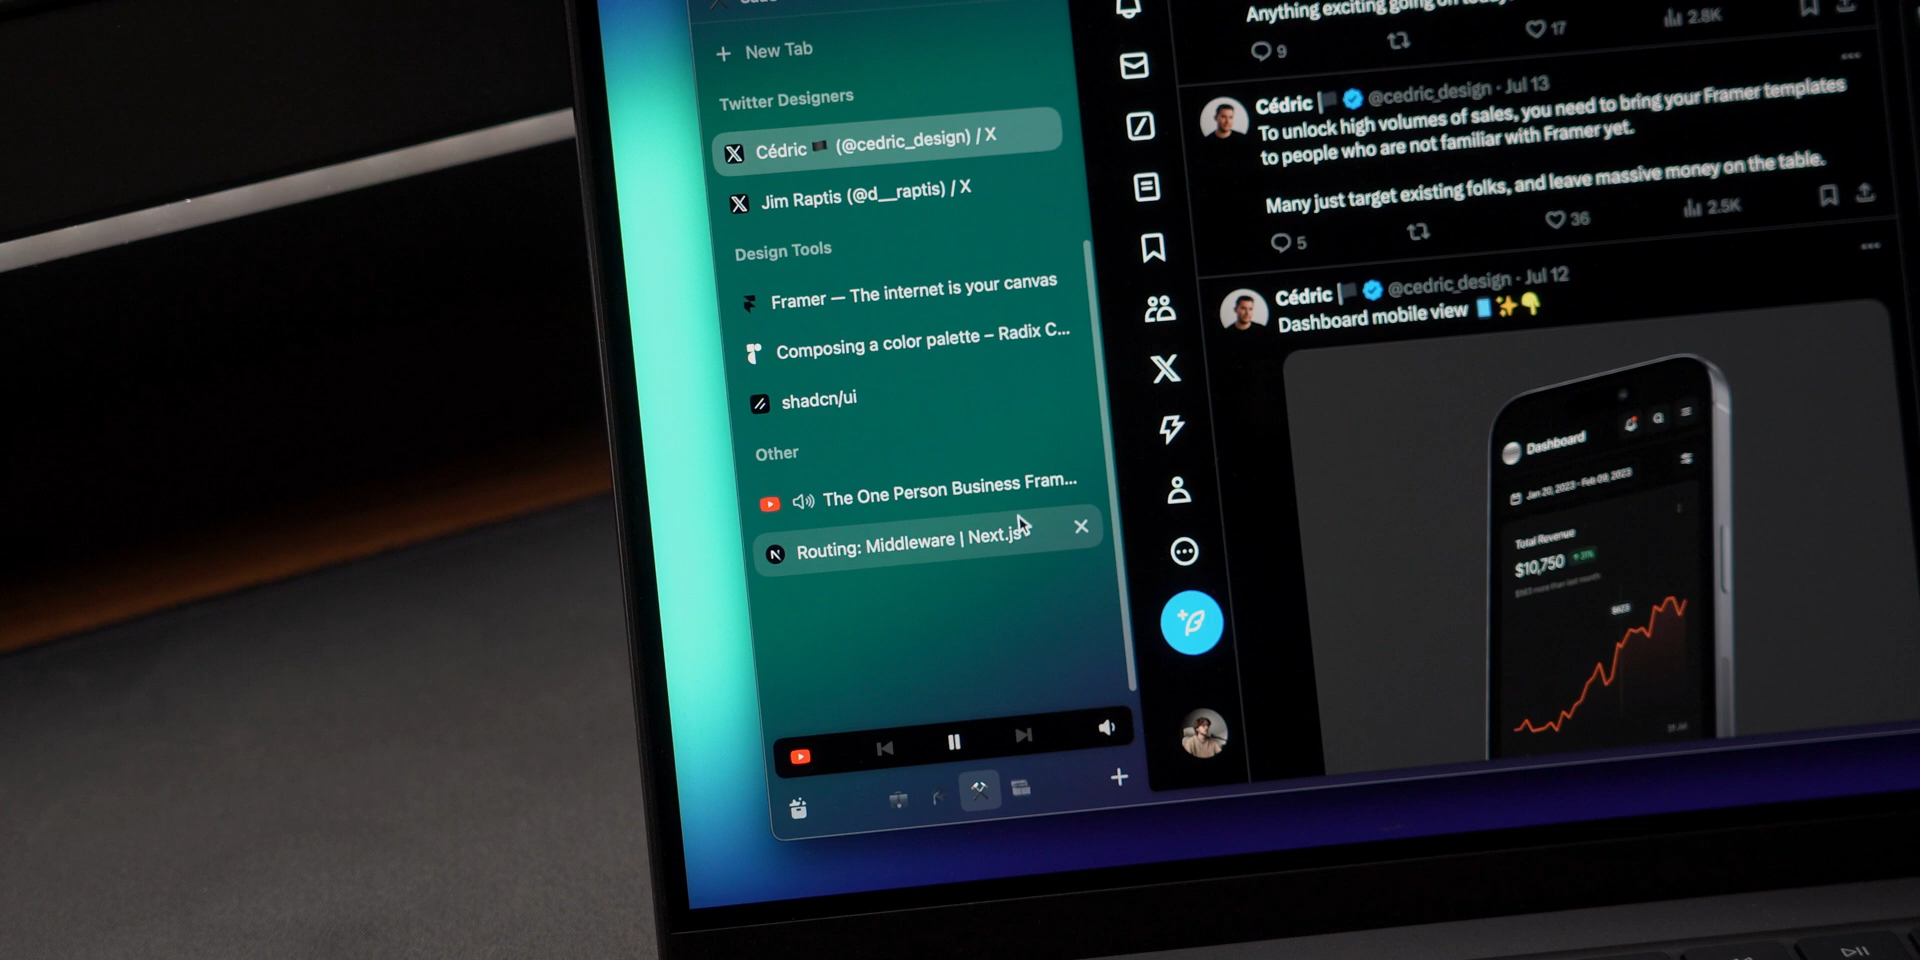 New Tab
Twitter Designers
Cédric 🏴 (@cedric_design) / X
Jim Raptis (@d__raptis) / X
Design Tools
Framer — The internet is your canvas
Composing a color palette – Radix C...
shadcn/ui
Other
The One Person Business Fram...
Routing: Middleware | Next.js
Anything exciting going on
9
17
2.8K
Cédric 🏴 @cedric_design · Jul 13
To unlock high volumes of sales, you need to bring your Framer templates
to people who are not familiar with Framer yet.
Many just target existing folks, and leave massive money on the table.
5
36
2.5K
Cédric 🏴 @cedric_design · Jul 12
Dashboard mobile view 📱✨👇
Dashboard
Jan 20, 2023 - Feb 09, 2023
Total Revenue
$10,750